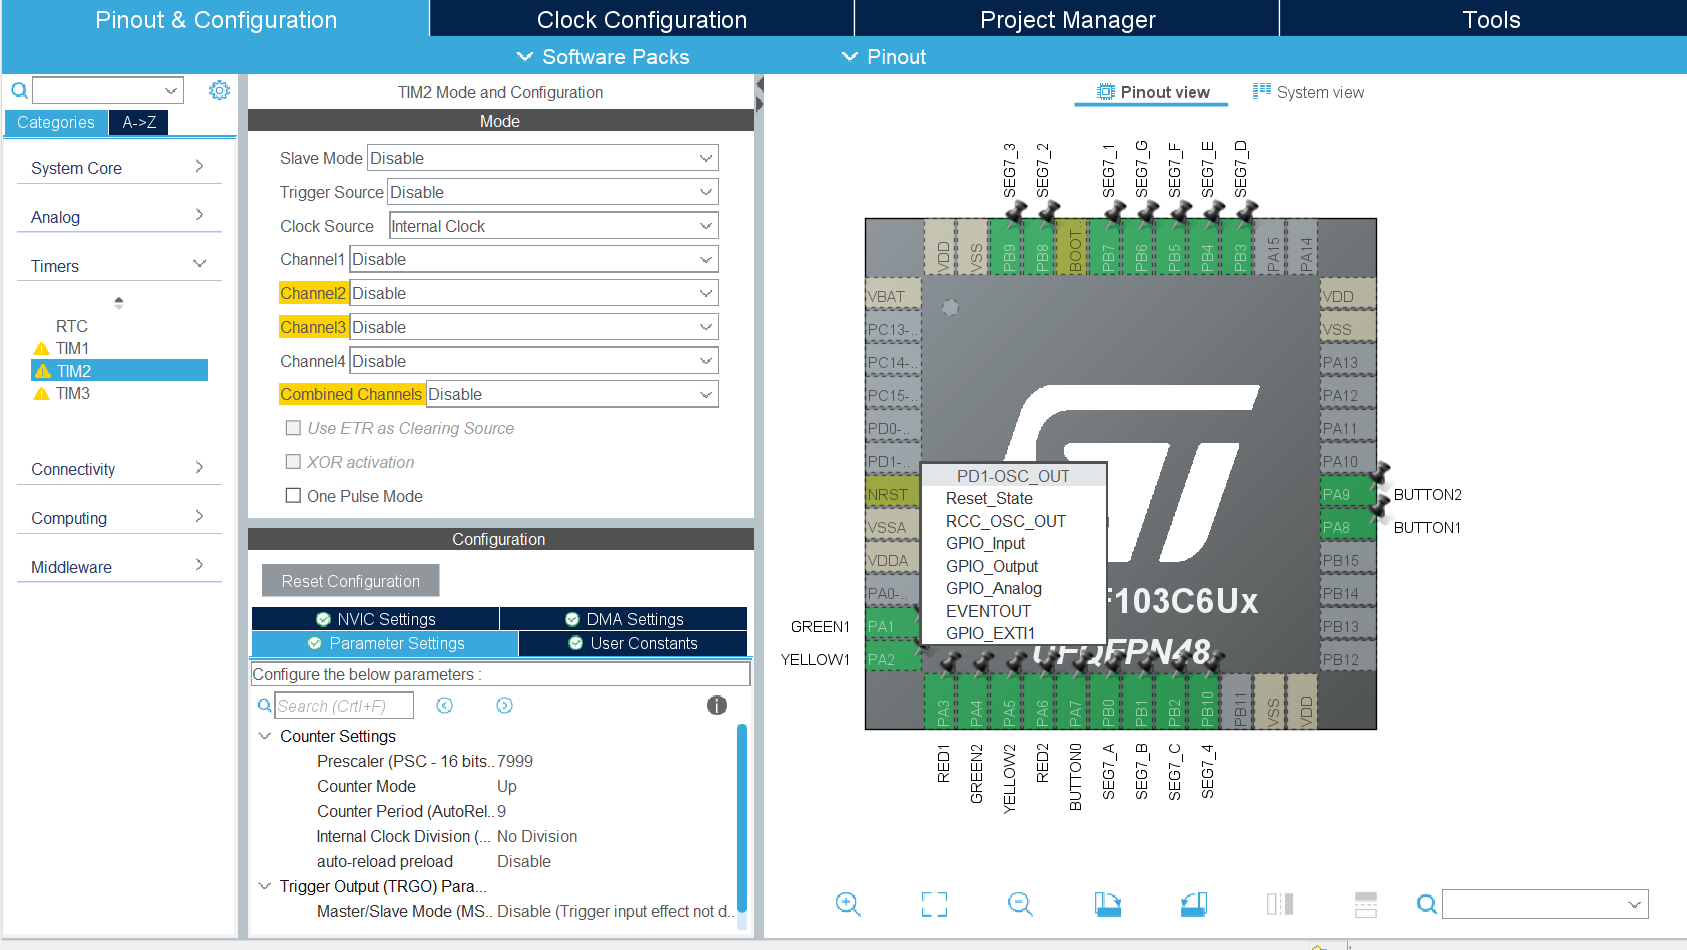 Pinout & Configuration
Clock Configuration
Project Manager
Tools
Software Packs
Pinout
Categories
A->Z
System Core
Analog
Timers
RTC
TIM1
TIM2
TIM3
Connectivity
Computing
Middleware
TIM2 Mode and Configuration
Mode
Slave Mode Disable
Trigger Source Disable
Clock Source Internal Clock
Channel1 Disable
Channel2 Disable
Channel3 Disable
Channel4 Disable
Combined Channels Disable
Use ETR as Clearing Source
XOR activation
One Pulse Mode
Configuration
Reset Configuration
NVIC Settings
DMA Settings
Parameter Settings
User Constants
Configure the below parameters :
Search (Crtl+F)
Counter Settings
Prescaler (PSC - 16 bits.. 7999
Counter Mode Up
Counter Period (AutoRel.. 9
Internal Clock Division (... No Division
auto-reload preload Disable
Trigger Output (TRGO) Para...
Master/Slave Mode (MS.. Disable (Trigger input effect not d..
Pinout view
System view
SEG7_3
SEG7_2
SEG7_1
SEG7_G
SEG7_F
SEG7_E
SEG7_D
VDD
VSS
PB9
PB8
BOOT..
PB7
PB6
PB5
PB4
PB3
PA15
PA14
VBAT
PC13-..
PC14-..
PC15-..
PD0-..
PD1-..
NRST
VSSA
VDDA
PA0-..
GREEN1 PA1
YELLOW1 PA2
PD1-OSC_OUT
Reset_State
RCC_OSC_OUT
GPIO_Input
GPIO_Output
GPIO_Analog
EVENTOUT
GPIO_EXTI1
F103C6Ux
UFQFPN48
VDD
VSS
PA13
PA12
PA11
PA10
PA9 BUTTON2
PA8 BUTTON1
PB15
PB14
PB13
PB12
PA3
PA4
PA5
PA6
PA7
PB0
PB1
PB2
PB10
PB11
VSS
VDD
RED1
GREEN2
YELLOW2
RED2
BUTTON0
SEG7_A
SEG7_B
SEG7_C
SEG7_4